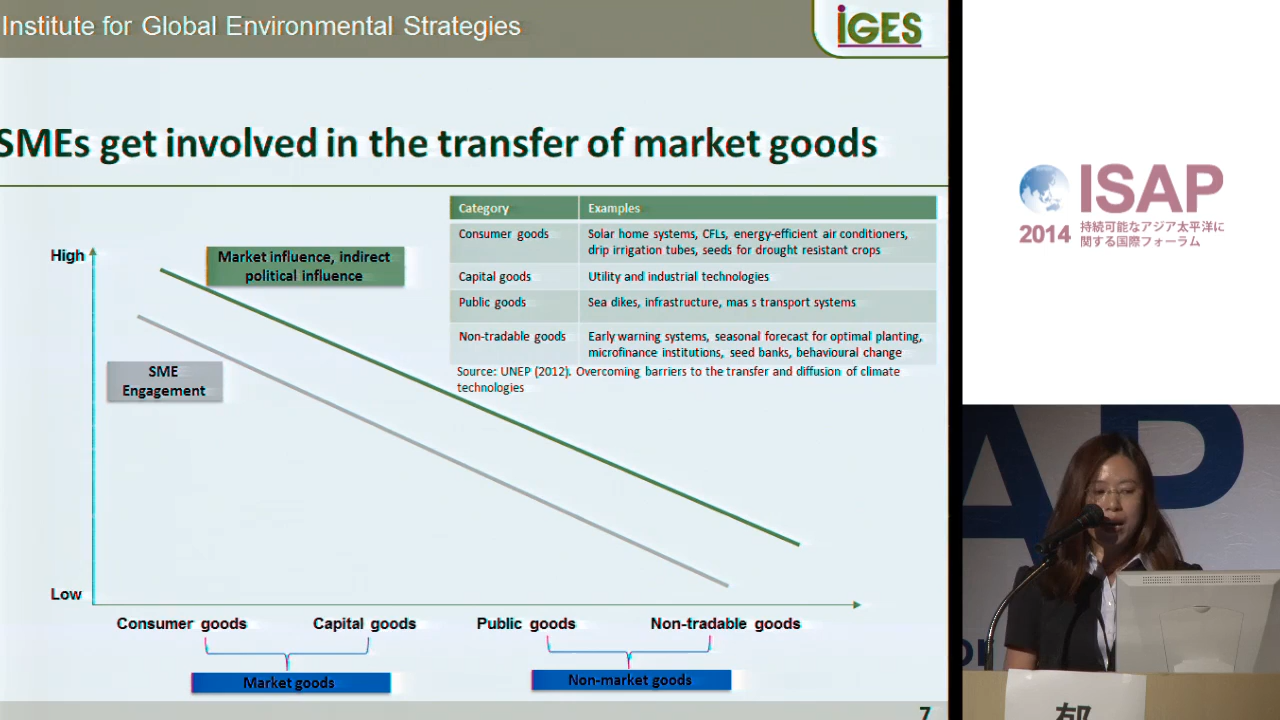 Institute for Global Environmental Strategies
IGES
SMEs get involved in the transfer of market goods
Category Examples
Consumer goods Solar home systems, CFLs, energy-efficient air conditioners,
drip irrigation tubes, seeds for drought resistant crops
Capital goods Utility and industrial technologies
Public goods Sea dikes, infrastructure, mas s transport systems
Non-tradable goods Early warning systems, seasonal forecast for optimal planting,
microfinance institutions, seed banks, behavioural change
Source: UNEP (2012). Overcoming barriers to the transfer and diffusion of climate
technologies
High
Market influence, indirect
political influence
SME
Engagement
Low
Consumer goods Capital goods Public goods Non-tradable goods
Market goods Non-market goods
7
ISAP
2014 持続可能なアジア太平洋に
関する国際フォーラム
AP
or
郁